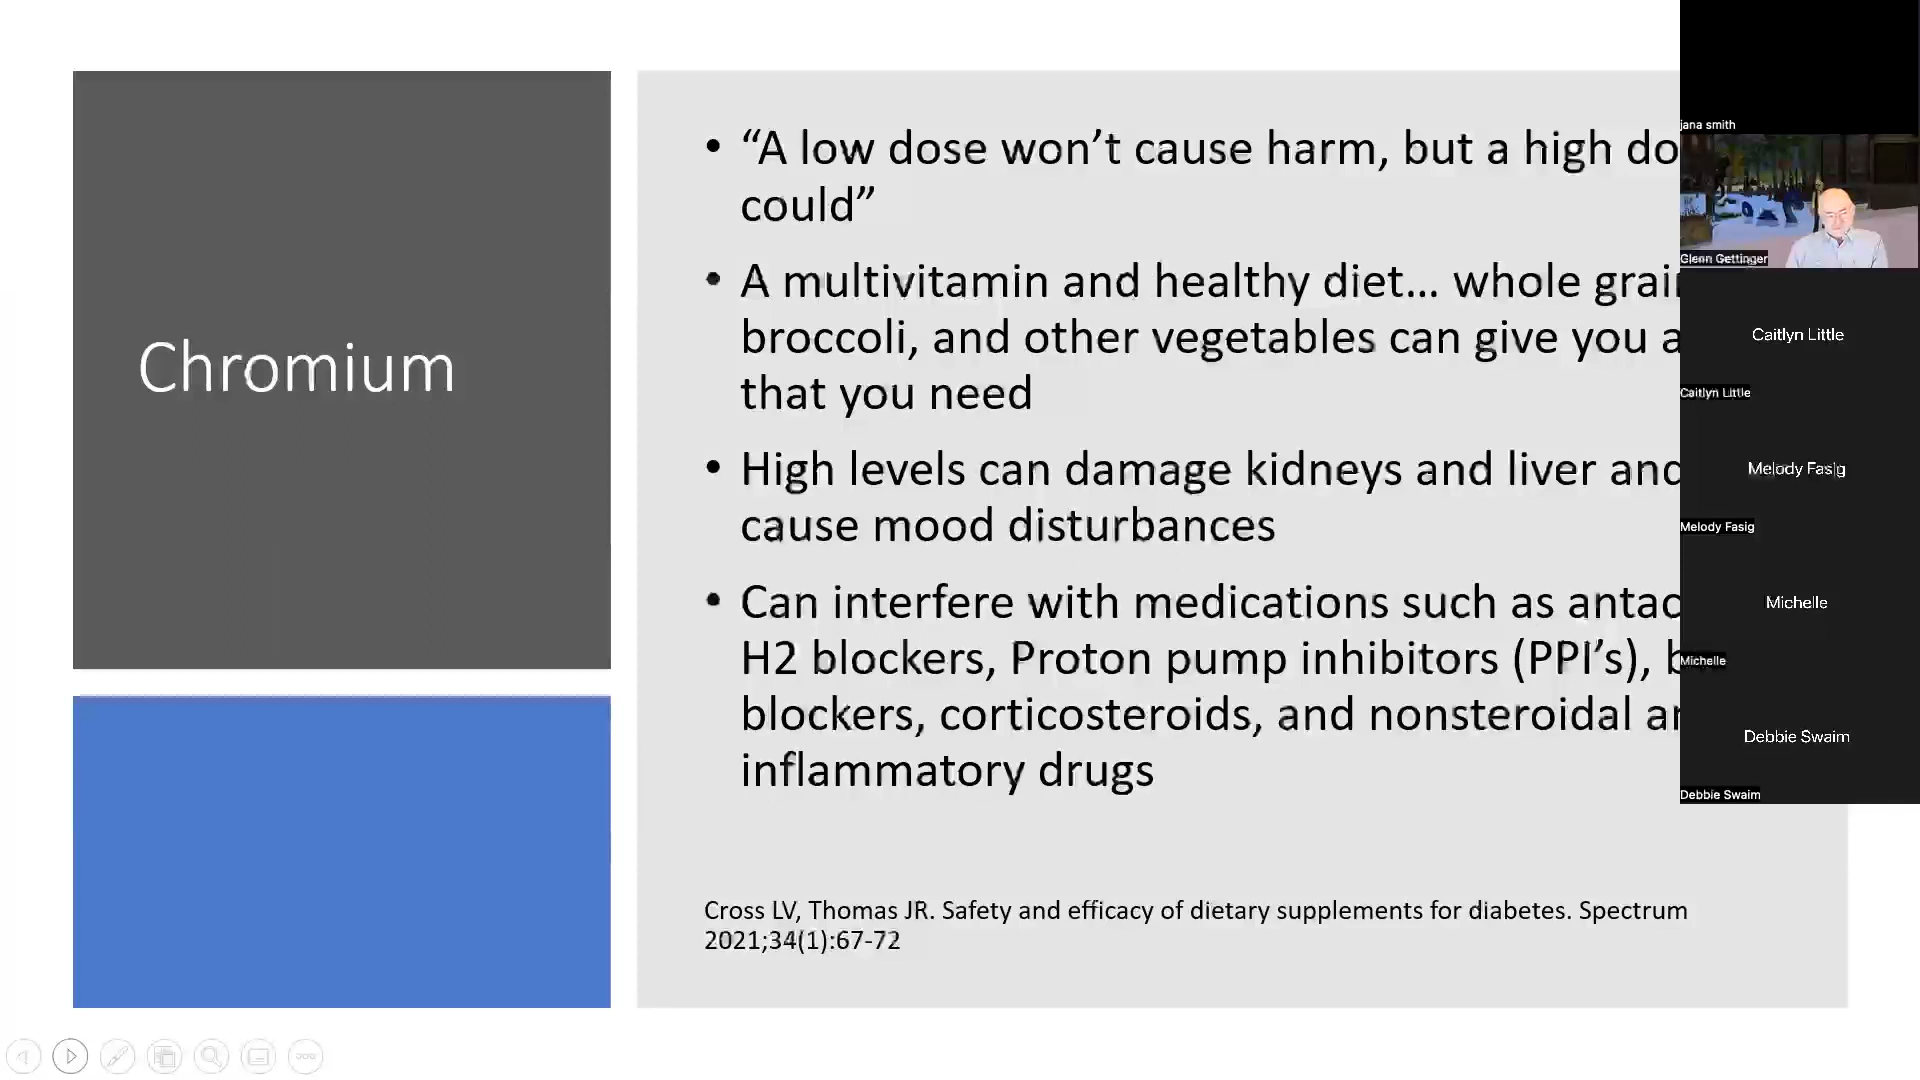 Chromium
• “A low dose won’t cause harm, but a high do
could”
• A multivitamin and healthy diet… whole grai
broccoli, and other vegetables can give you a
that you need
• High levels can damage kidneys and liver and
cause mood disturbances
• Can interfere with medications such as antac
H2 blockers, Proton pump inhibitors (PPI’s), b
blockers, corticosteroids, and nonsteroidal a
inflammatory drugs
Cross LV, Thomas JR. Safety and efficacy of dietary supplements for diabetes. Spectrum
2021;34(1):67-72
jana smith
Glenn Gettinger
Caitlyn Little
Caitlyn Little
Melody Fasig
Melody Fasig
Michelle
Michelle
Debbie Swaim
Debbie Swaim